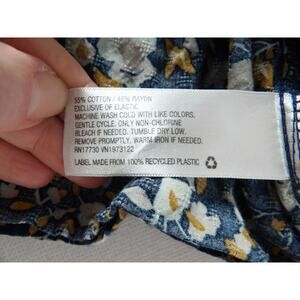 55% COTTON / 45% RAYON
EXCLUSIVE OF ELASTIC
MACHINE WASH COLD WITH LIKE COLORS,
GENTLE CYCLE. ONLY NON-CHLORINE
BLEACH IF NEEDED. TUMBLE DRY LOW,
REMOVE PROMPTLY. WARM IRON IF NEEDED.
RN17730 VN1973122
LABEL MADE FROM 100% RECYCLED PLASTIC